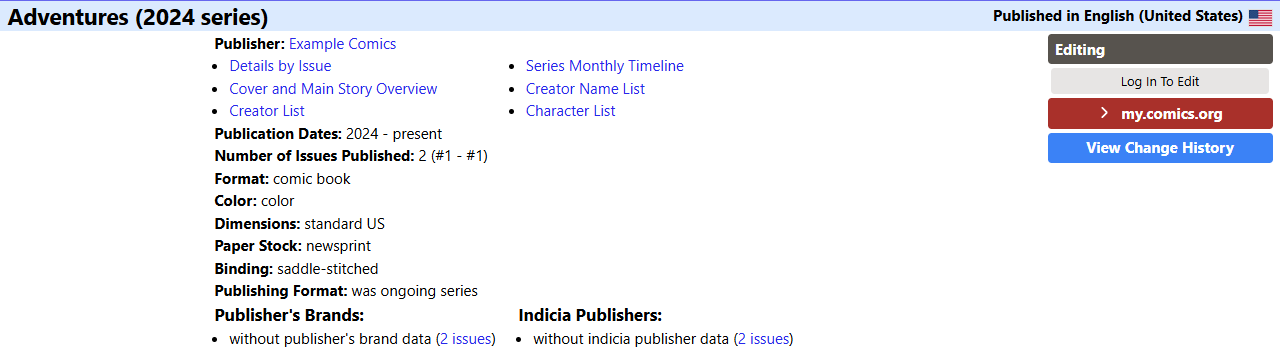 Adventures (2024 series)
Published in English (United States)
Publisher: Example Comics
Details by Issue
Series Monthly Timeline
Cover and Main Story Overview
Creator Name List
Creator List
Character List
Publication Dates: 2024 - present
Number of Issues Published: 2 (#1 - #1)
Format: comic book
Color: color
Dimensions: standard US
Paper Stock: newsprint
Binding: saddle-stitched
Publishing Format: was ongoing series
Publisher's Brands:
without publisher's brand data (2 issues)
Indicia Publishers:
without indicia publisher data (2 issues)
Editing
Log In To Edit
my.comics.org
View Change History